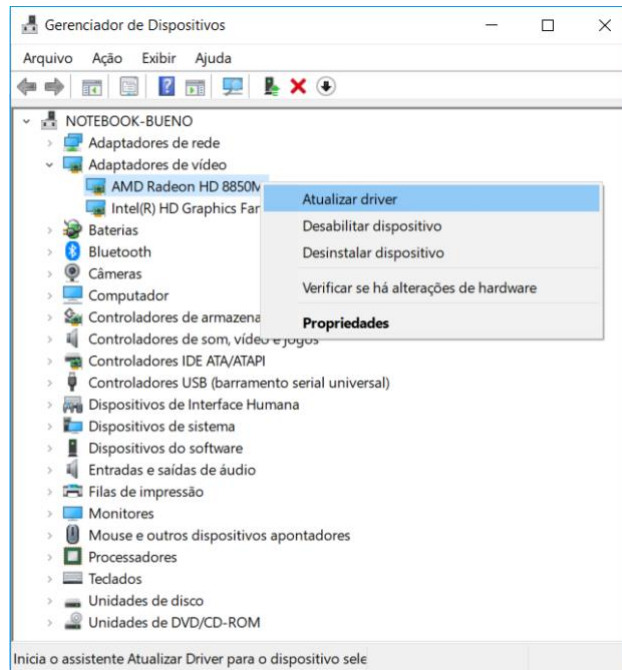 Gerenciador de Dispositivos
Arquivo Ação Exibir Ajuda
NOTEBOOK-BUENO
Adaptadores de rede
Adaptadores de vídeo
AMD Radeon HD 8850M
Intel(R) HD Graphics Far
Atualizar driver
Desabilitar dispositivo
Desinstalar dispositivo
Verificar se há alterações de hardware
Propriedades
Baterias
Bluetooth
Câmeras
Computador
Controladores de armazena
Controladores de som, vídeo e jogos
Controladores IDE ATA/ATAPI
Controladores USB (barramento serial universal)
Dispositivos de Interface Humana
Dispositivos de sistema
Dispositivos do software
Entradas e saídas de áudio
Filas de impressão
Monitores
Mouse e outros dispositivos apontadores
Processadores
Teclados
Unidades de disco
Unidades de DVD/CD-ROM
Inicia o assistente Atualizar Driver para o dispositivo sele